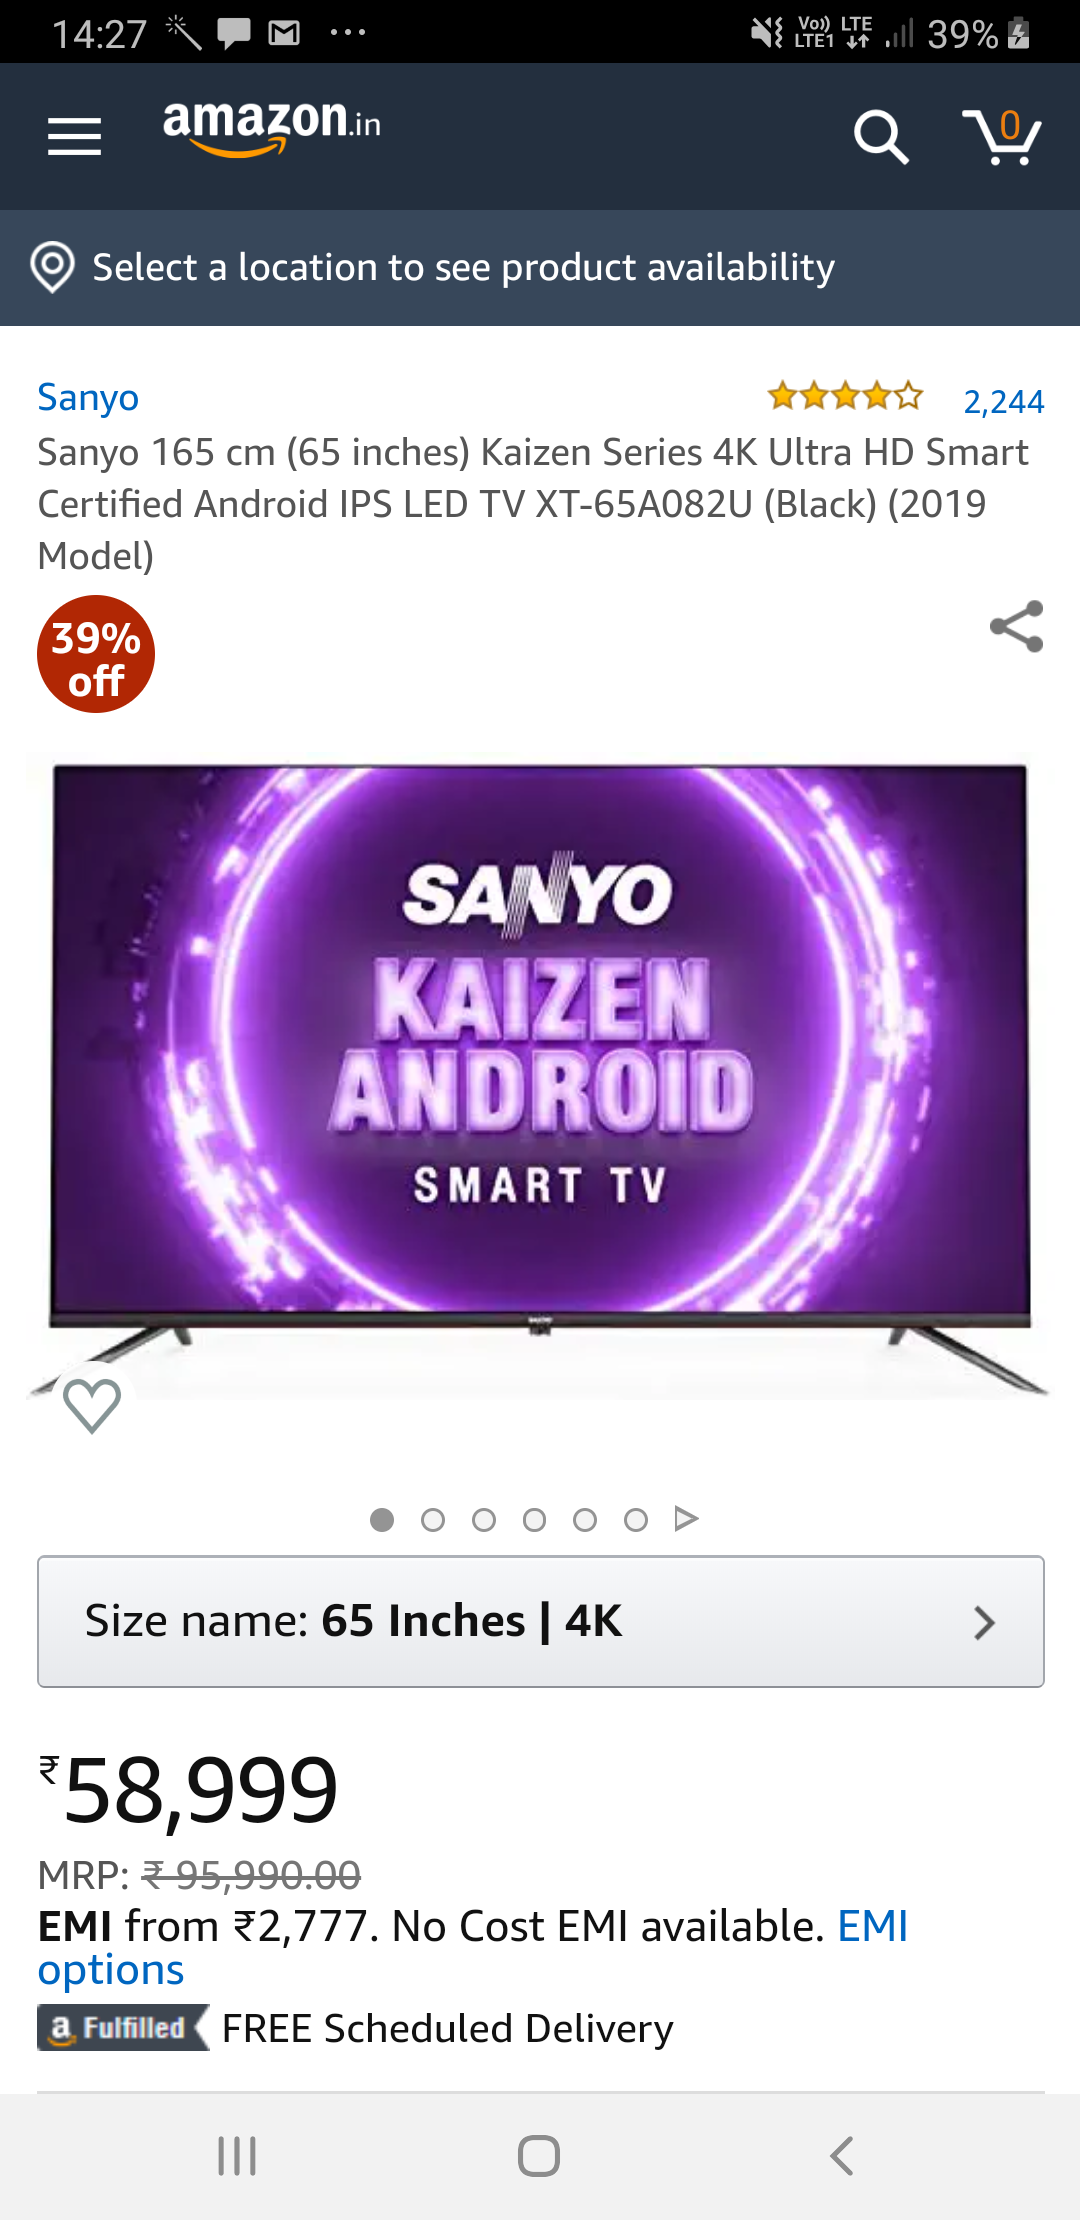 14:27 ... Vo)) LTE LTE1 39%
amazon.in
0
Select a location to see product availability
Sanyo 2,244
Sanyo 165 cm (65 inches) Kaizen Series 4K Ultra HD Smart
Certified Android IPS LED TV XT-65A082U (Black) (2019
Model)
39%
off
SANYO
KAIZEN
ANDROID
SMART TV
Size name: 65 Inches | 4K
₹58,999
MRP: ₹ 95,990.00
EMI from ₹2,777. No Cost EMI available. EMI
options
a Fulfilled FREE Scheduled Delivery